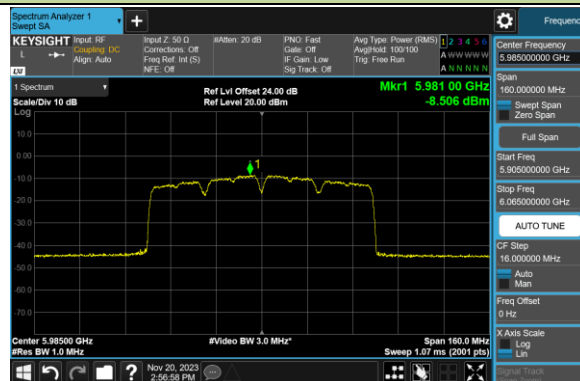 Spectrum Analyzer 1
Swept SA
Frequen
KEYSIGHT
L
LXI
Input: RF
Coupling: DC
Align: Auto
Input Z: 50 Ω
Corrections: Off
Freq Ref: Int (S)
NFE: Off
#Atten: 20 dB
PNO: Fast
Gate: Off
IF Gain: Low
Sig Track: Off
Avg Type: Power (RMS)
Avg|Hold: 100/100
Trig: Free Run
1 2 3 4 5 6
A W W W W W
A N N N N N
1 Spectrum
Scale/Div 10 dB
Log
Ref Lvl Offset 24.00 dB
Ref Level 20.00 dBm
Mkr1 5.981 00 GHz
-8.506 dBm
10.0
0.00
-10.0
-20.0
-30.0
-40.0
-50.0
-60.0
-70.0
1
Center 5.98500 GHz
#Res BW 1.0 MHz
#Video BW 3.0 MHz*
Span 160.0 MHz
Sweep 1.07 ms (2001 pts)
Center Frequency
5.985000000 GHz
Span
160.000000 MHz
Swept Span
Zero Span
Full Span
Start Freq
5.905000000 GHz
Stop Freq
6.065000000 GHz
AUTO TUNE
CF Step
16.000000 MHz
Auto
Man
Freq Offset
0 Hz
X Axis Scale
Log
Lin
Signal Track
?
Nov 20, 2023
2:56:58 PM